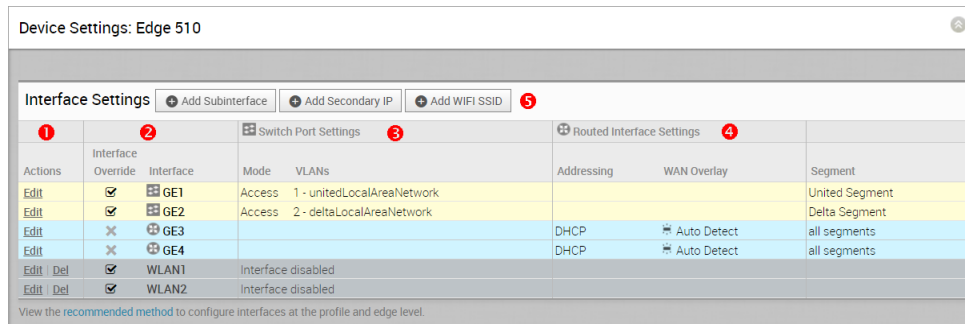 Device Settings: Edge 510
Interface Settings Add Subinterface Add Secondary IP Add WIFI SSID 5
1 2 Switch Port Settings 3 Routed Interface Settings 4
Actions Interface Override Interface Mode VLANs Addressing WAN Overlay Segment
Edit GE1 Access 1 - unitedLocalAreaNetwork United Segment
Edit GE2 Access 2 - deltaLocalAreaNetwork Delta Segment
Edit GE3 DHCP Auto Detect all segments
Edit GE4 DHCP Auto Detect all segments
Edit | Del WLAN1 Interface disabled
Edit | Del WLAN2 Interface disabled
View the recommended method to configure interfaces at the profile and edge level.